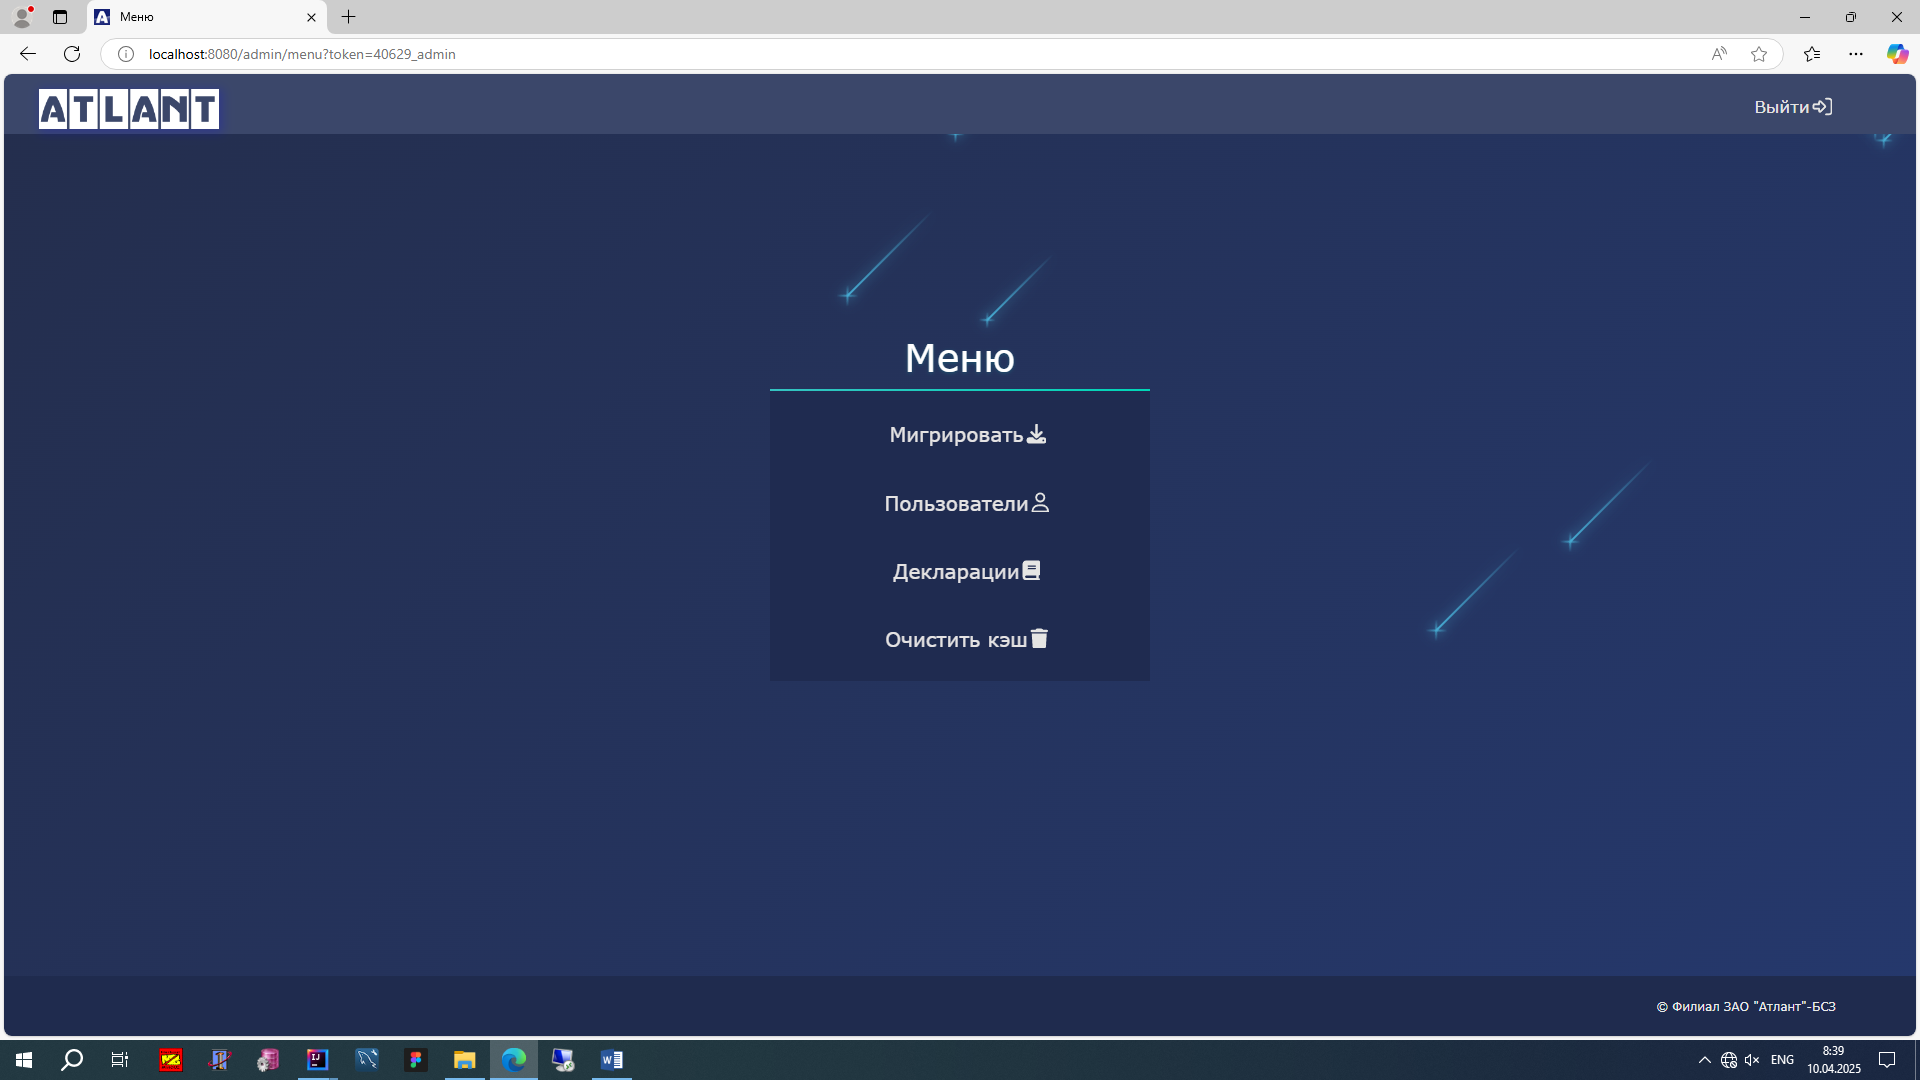 Меню
localhost:8080/admin/menu?token=40629_admin
ATLANT
Выйти
Меню
Мигрировать
Пользователи
Декларации
Очистить кэш
© Филиал ЗАО "Атлант"-БСЗ
ENG
8:39
10.04.2025